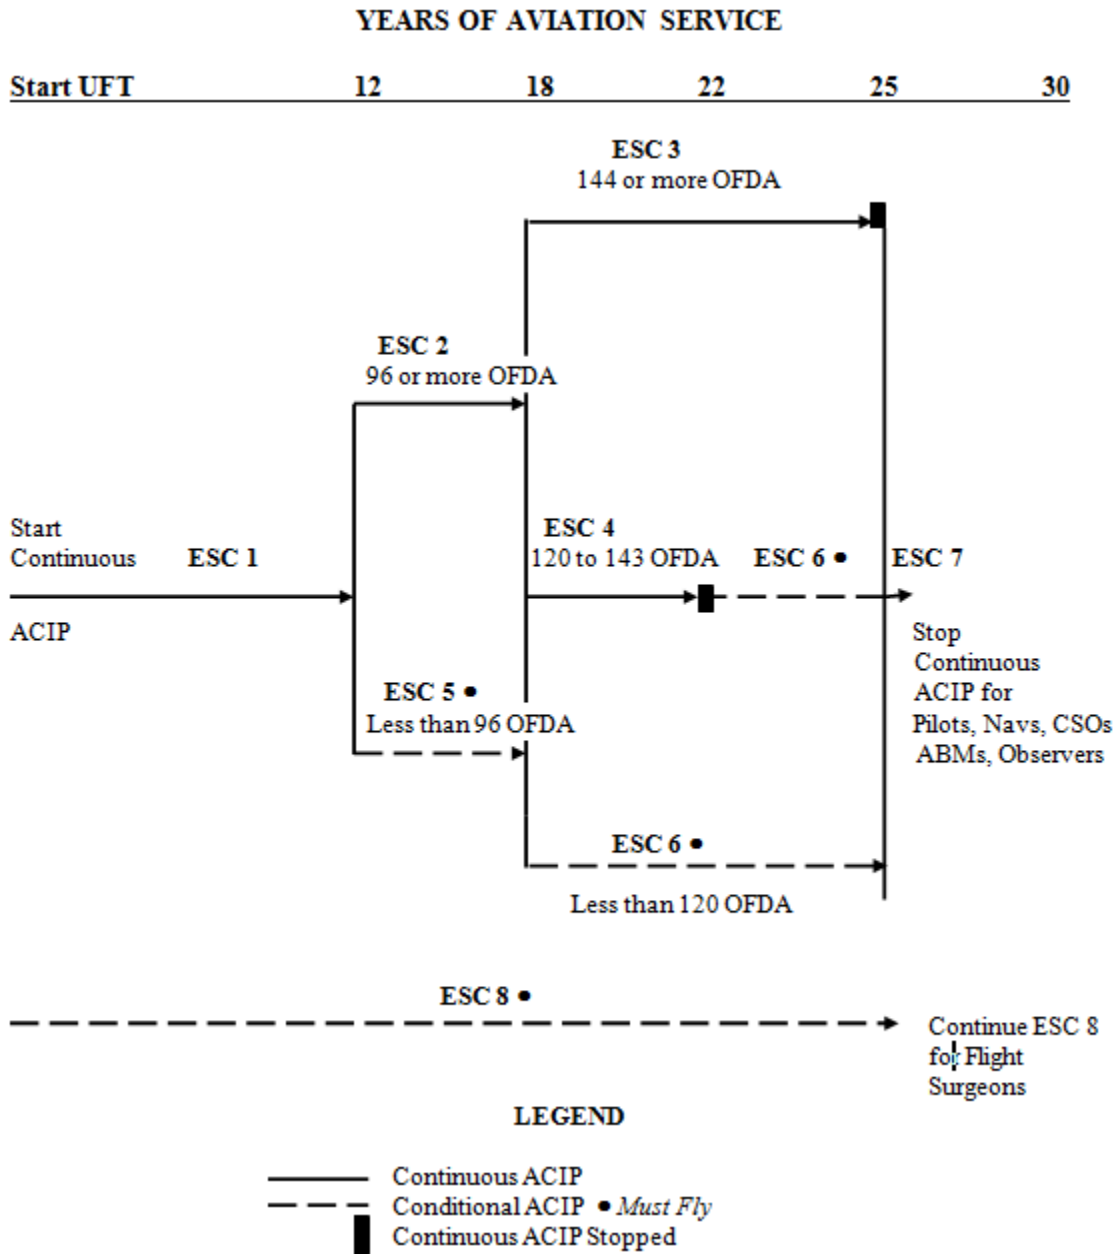 YEARS OF AVIATION SERVICE
Start UFT 12 18 22 25 30
ESC 3
144 or more OFDA
ESC 2
96 or more OFDA
Start
Continuous ESC 1
ACIP
ESC 4
120 to 143 OFDA
ESC 6 •
ESC 7
Stop
Continuous
ACIP for
Pilots, Navs, CSOs
ABMs, Observers
ESC 5 •
Less than 96 OFDA
ESC 6 •
Less than 120 OFDA
ESC 8 •
Continue ESC 8
for Flight
Surgeons
LEGEND
Continuous ACIP
Conditional ACIP • Must Fly
Continuous ACIP Stopped